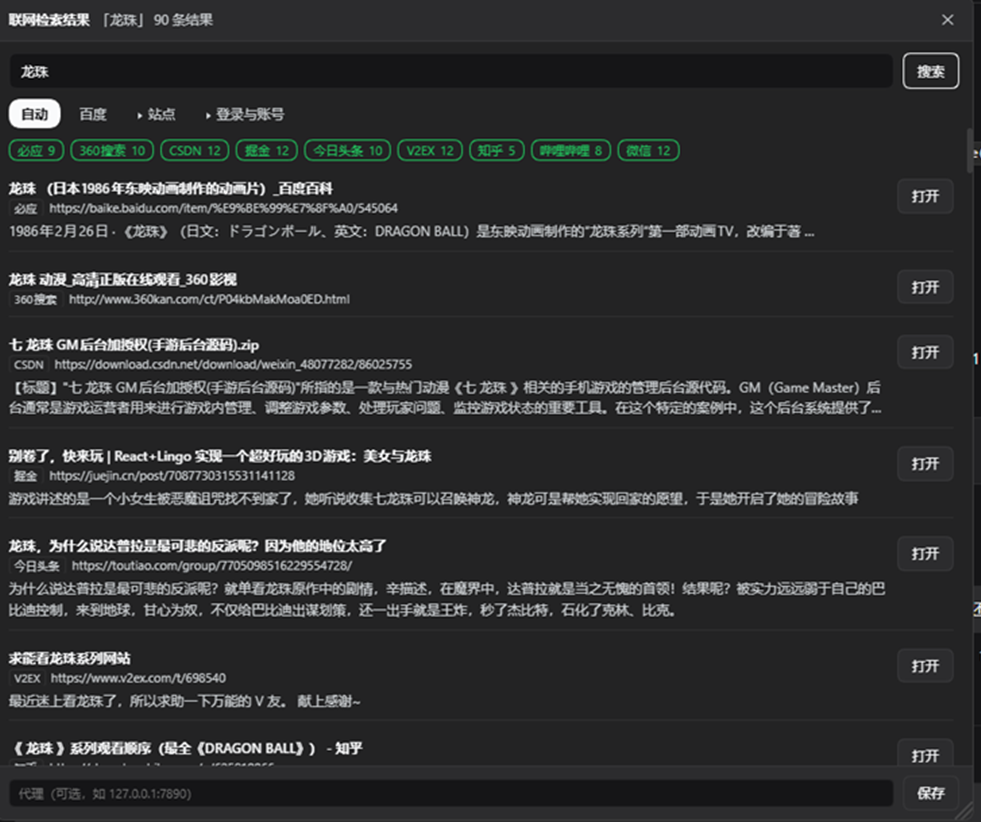 联网检索结果 「龙珠」 90 条结果
龙珠
搜索
自动 百度 站点 登录与账号
必应 9 360搜索 10 CSDN 12 掘金 12 今日头条 10 V2EX 12 知乎 5 哔哩哔哩 8 微信 12
龙珠 （日本1986年东映动画制作的动画片）_百度百科
打开
必应 https://baike.baidu.com/item/%E9%BE%99%E7%8F%A0/545064
1986年2月26日 · 《龙珠》（日文：ドラゴンボール、英文：DRAGON BALL）是东映动画制作的"龙珠系列"第一部动画TV，改编于著 ...
龙珠 动漫_高清正版在线观看_360影视
打开
360搜索 http://www.360kan.com/ct/P04kbMakMoa0ED.html
七 龙珠 GM后台加授权(手游后台源码).zip
打开
CSDN https://download.csdn.net/download/weixin_48077282/86025755
【标题】"七 龙珠 GM后台加授权(手游后台源码)"所指的是一款与热门动漫《七 龙珠 》相关的手机游戏的管理后台源代码。GM（Game Master）后
台通常是游戏运营者用来进行游戏内管理、调整游戏参数、处理玩家问题、监控游戏状态的重要工具。在这个特定的案例中，这个后台系统提供了...
别卷了，快来玩 | React+Lingo 实现一个超好玩的3D游戏：美女与龙珠
打开
掘金 https://juejin.cn/post/7087730315531141128
游戏讲述的是一个小女生被恶魔诅咒找不到家了，她听说收集七龙珠可以召唤神龙，神龙可是帮她实现回家的愿望，于是她开启了她的冒险故事
龙珠，为什么说达普拉是最可悲的反派呢？因为他的地位太高了
打开
今日头条 https://toutiao.com/group/7705098516229554728/
为什么说达普拉是最可悲的反派呢？就单看龙珠原作中的剧情，辛描述，在魔界中，达普拉就是当之无愧的首领！结果呢？被实力远远弱于自己的巴
比迪控制，来到地球，甘心为奴，不仅给巴比迪出谋划策，还一出手就是王炸，秒了杰比特，石化了克林、比克。
求能看龙珠系列网站
打开
V2EX https://www.v2ex.com/t/698540
最近迷上看龙珠了，所以求助一下万能的 V 友。 献上感谢~
《 龙珠 》系列观看顺序（最全《DRAGON BALL》） - 知乎
打开
代理（可选，如 127.0.0.1:7890）
保存